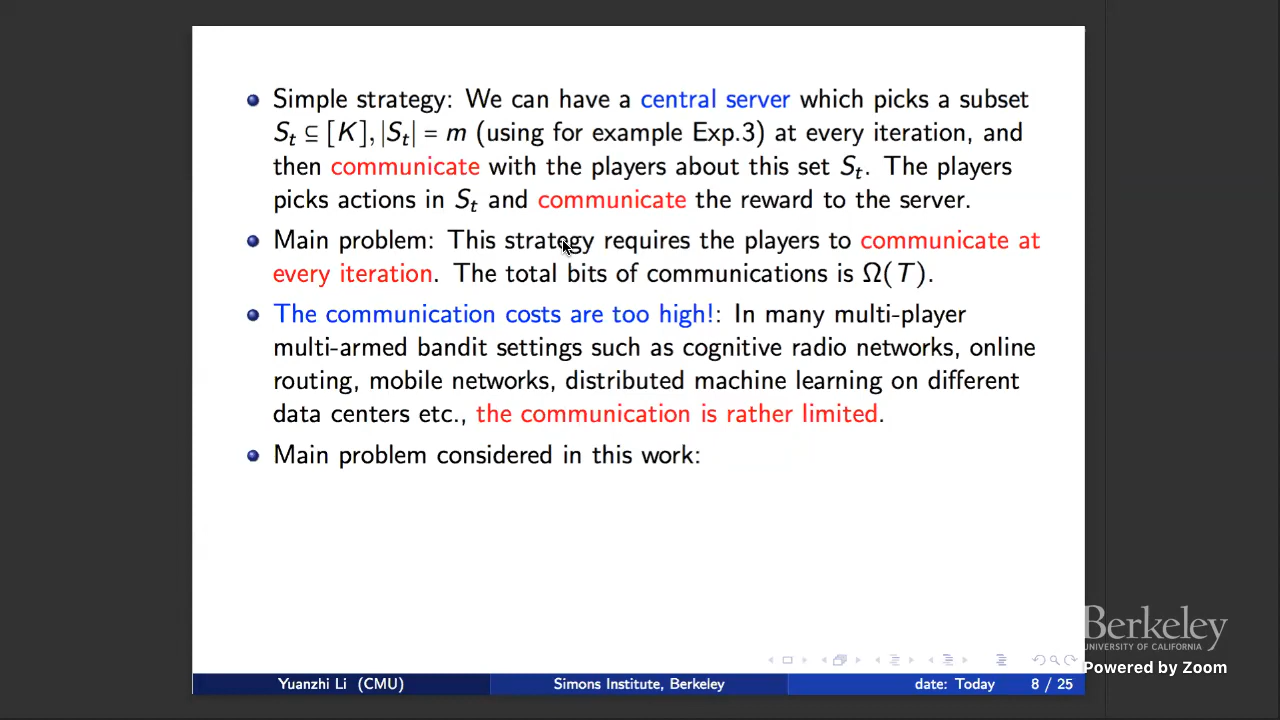 Simple strategy: We can have a central server which picks a subset
S_t ⊆ [K], |S_t| = m (using for example Exp.3) at every iteration, and
then communicate with the players about this set S_t. The players
picks actions in S_t and communicate the reward to the server.
Main problem: This strategy requires the players to communicate at
every iteration. The total bits of communications is Ω(T).
The communication costs are too high!: In many multi-player
multi-armed bandit settings such as cognitive radio networks, online
routing, mobile networks, distributed machine learning on different
data centers etc., the communication is rather limited.
Main problem considered in this work:
Berkeley
UNIVERSITY OF CALIFORNIA
Powered by Zoom
Yuanzhi Li (CMU) Simons Institute, Berkeley date: Today 8 / 25